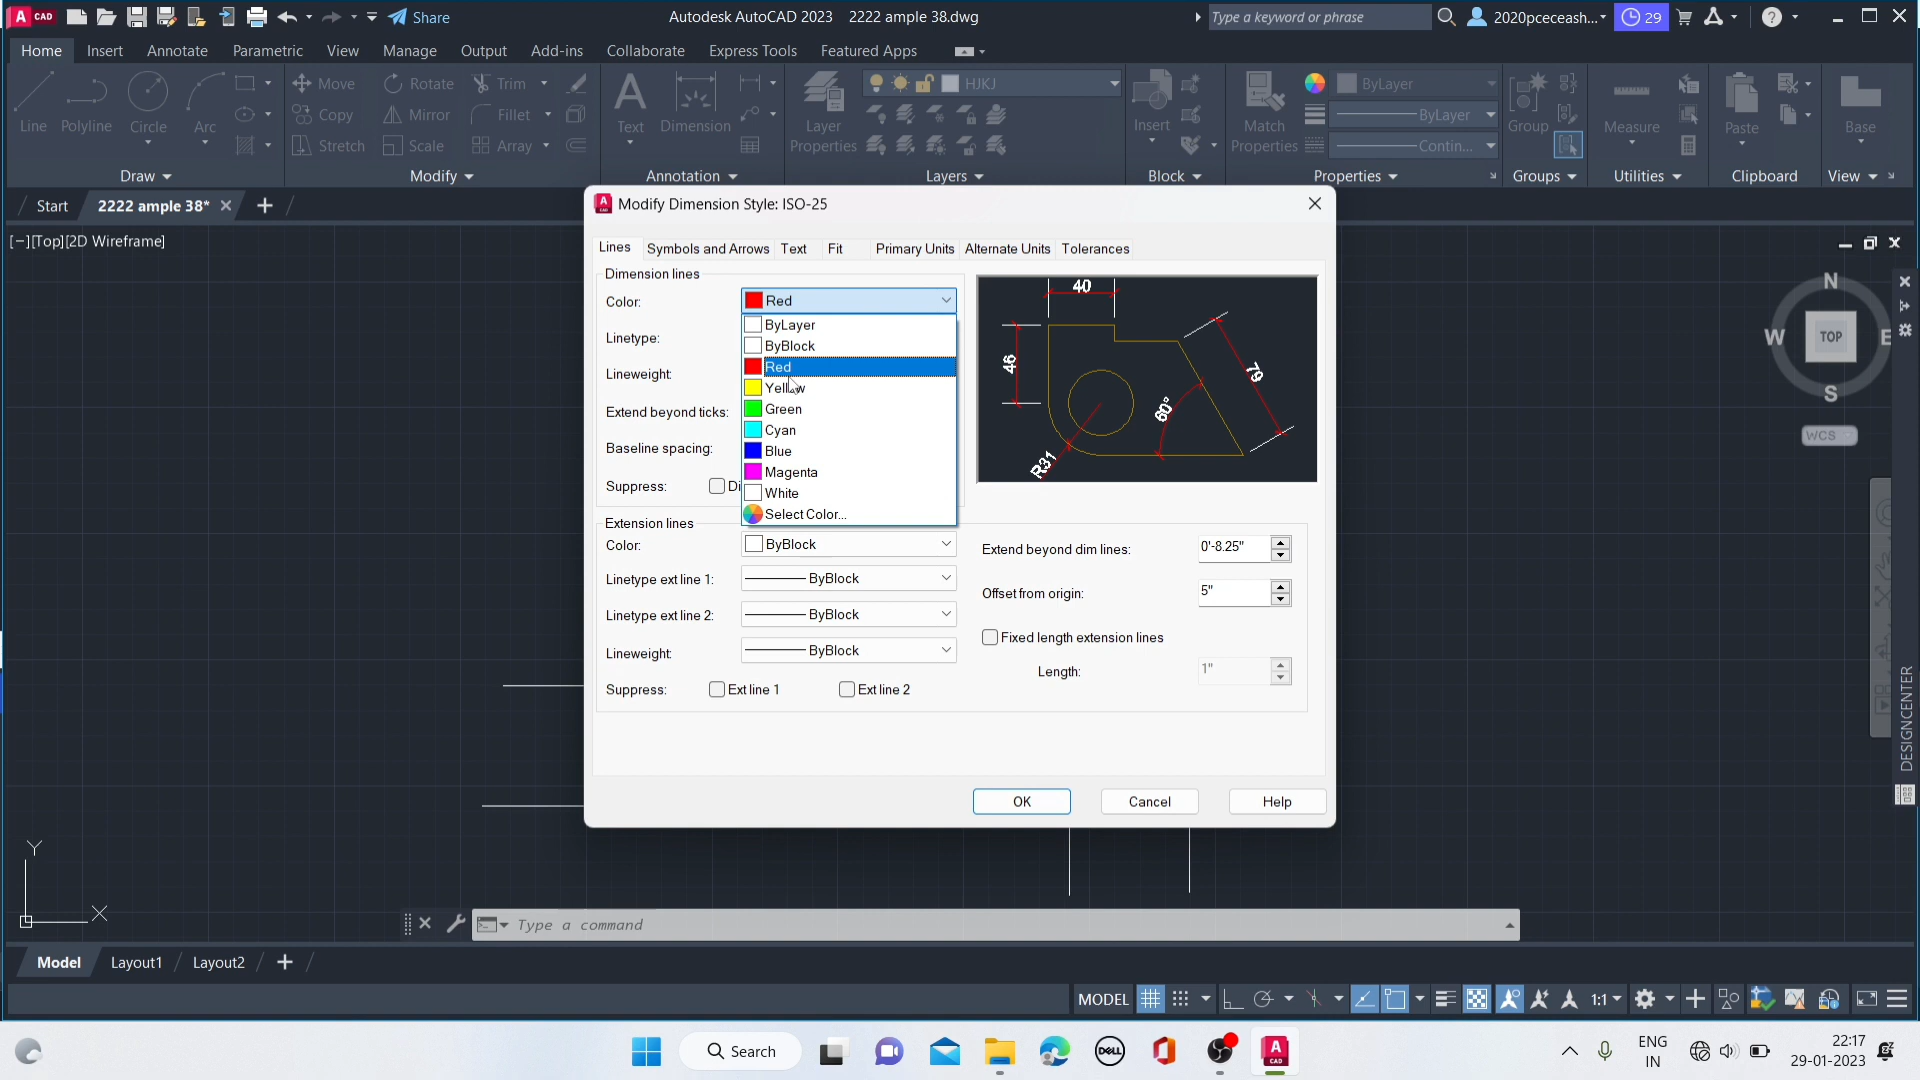 A CAD Share Autodesk AutoCAD 2023 2222 ample 38.dwg Type a keyword or phrase 2020pceceash... 29
Home Insert Annotate Parametric View Manage Output Add-ins Collaborate Express Tools Featured Apps
Line Polyline Circle Arc
Move Rotate Trim
Copy Mirror Fillet
Stretch Scale Array
Text Dimension
Layer Properties
HJKJ
Insert
Match Properties
ByLayer
ByLayer
Contin...
Group
Measure
Paste
Base
Draw Modify Annotation Layers Block Properties Groups Utilities Clipboard View
Start 2222 ample 38*
[−][Top][2D Wireframe]
Modify Dimension Style: ISO-25
Lines Symbols and Arrows Text Fit Primary Units Alternate Units Tolerances
Dimension lines
Color: Red
ByLayer
Linetype: ByBlock
Red
Lineweight:
Green
Extend beyond ticks: Cyan
Baseline spacing: Blue
Magenta
Suppress: Di White
Select Color...
40
46
79
60°
R31
Extension lines
Color: ByBlock
Linetype ext line 1: ByBlock
Linetype ext line 2: ByBlock
Lineweight: ByBlock
Suppress: Ext line 1 Ext line 2
Extend beyond dim lines: 0'-8.25"
Offset from origin: 5"
Fixed length extension lines
Length: 1"
OK Cancel Help
N
W TOP E
S
WCS
DESIGNCENTER
Y
X
Type a command
Model Layout1 Layout2
MODEL 1:1
Search
DELL
A CAD
ENG
IN
22:17
29-01-2023